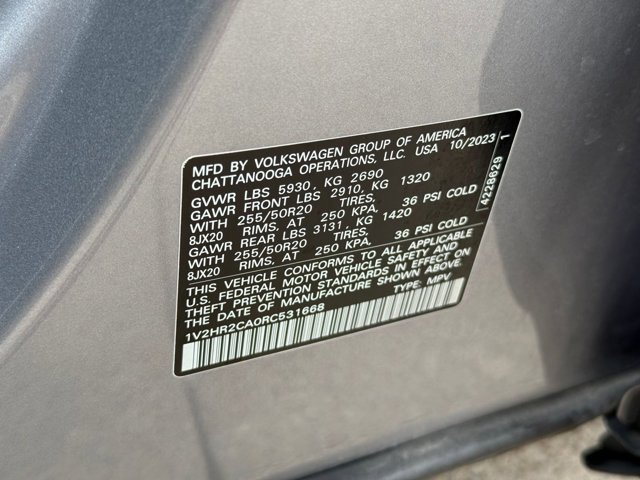 MFD BY VOLKSWAGEN GROUP OF AMERICA
CHATTANOOGA OPERATIONS, LLC. USA 10/2023
GVWR LBS 5930, KG 2690
GAWR FRONT LBS 2910, KG 1320
WITH 255/50R20 TIRES,
8JX20 RIMS, AT 250 KPA, 36 PSI COLD
GAWR REAR LBS 3131, KG 1420
WITH 255/50R20 TIRES,
8JX20 RIMS, AT 250 KPA, 36 PSI COLD
THIS VEHICLE CONFORMS TO ALL APPLICABLE
U.S. FEDERAL MOTOR VEHICLE SAFETY AND
THEFT PREVENTION STANDARDS IN EFFECT ON
THE DATE OF MANUFACTURE SHOWN ABOVE.
1V2HR2CA0RC531668 TYPE: MPV
4228629 1